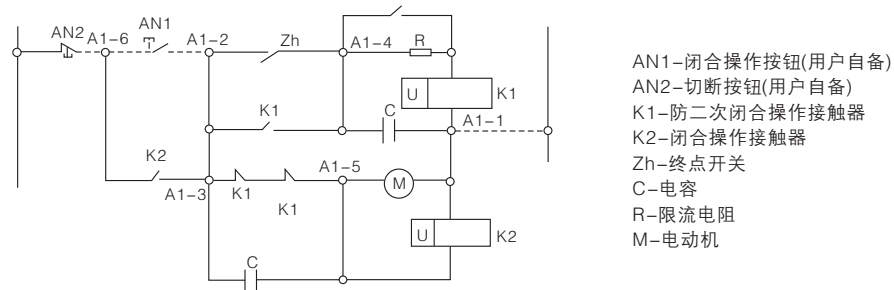 AN2
A1-6
AN1
A1-2
Zh
A1-4
R
U
K1
K1
C
A1-1
K2
A1-3
K1
K1
A1-5
M
U
K2
C
AN1-闭合操作按钮(用户自备)
AN2-切断按钮(用户自备)
K1-防二次闭合操作接触器
K2-闭合操作接触器
Zh-终点开关
C-电容
R-限流电阻
M-电动机